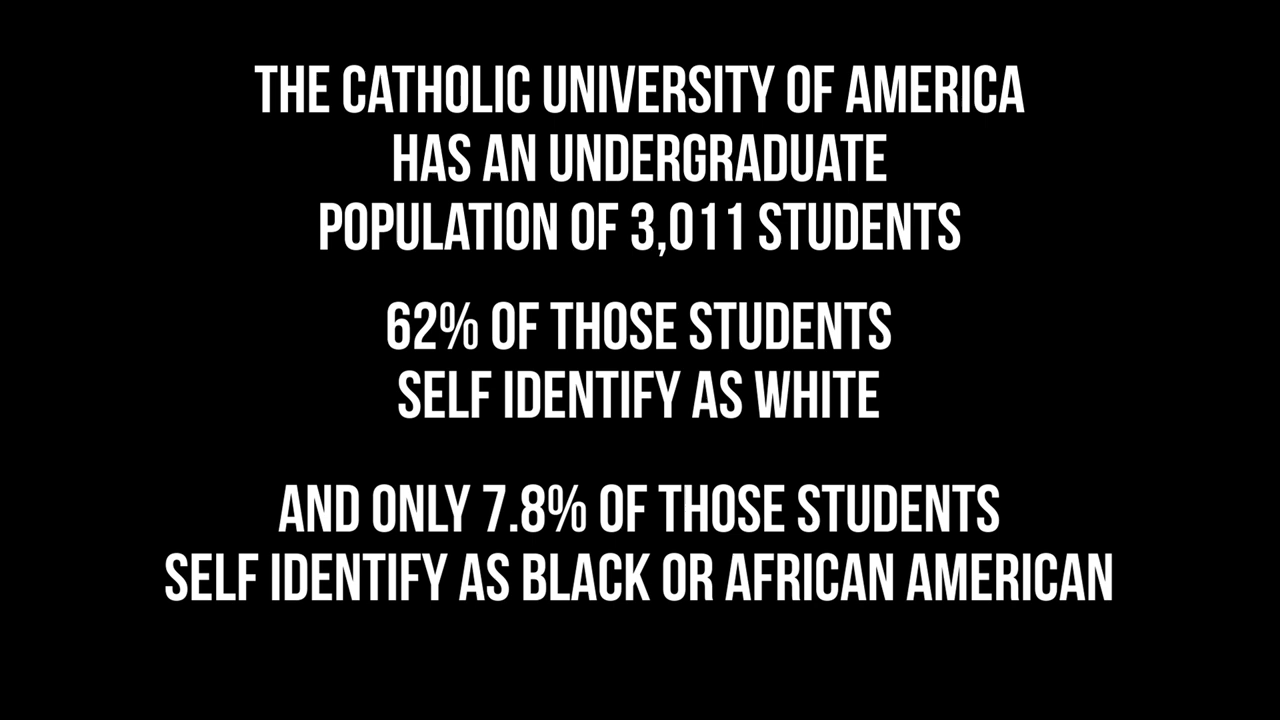 THE CATHOLIC UNIVERSITY OF AMERICA
HAS AN UNDERGRADUATE
POPULATION OF 3,011 STUDENTS
62% OF THOSE STUDENTS
SELF IDENTIFY AS WHITE
AND ONLY 7.8% OF THOSE STUDENTS
SELF IDENTIFY AS BLACK OR AFRICAN AMERICAN